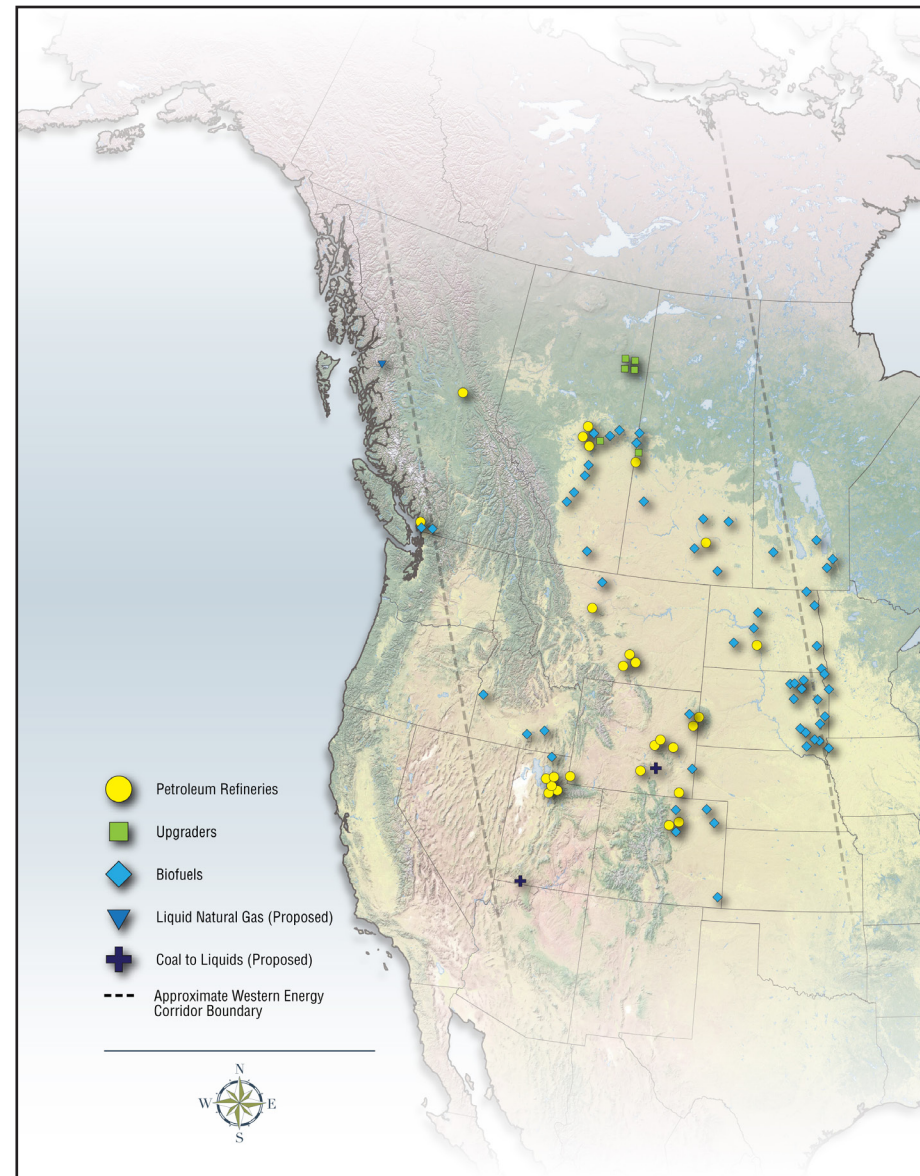 Petroleum Refineries
Upgraders
Biofuels
Liquid Natural Gas (Proposed)
Coal to Liquids (Proposed)
Approximate Western Energy
Corridor Boundary
N
W E
S